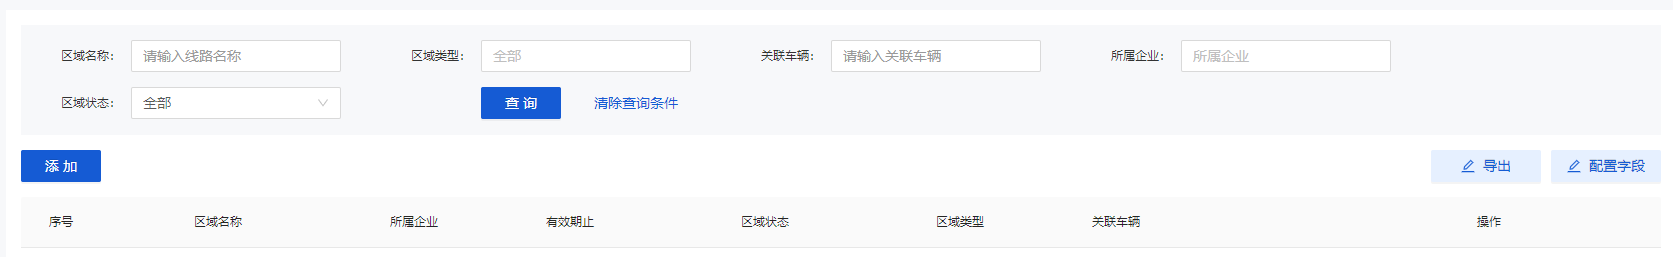 区域名称: 请输入线路名称 区域类型: 全部 关联车辆: 请输入关联车辆 所属企业: 所属企业
区域状态: 全部 查 询 清除查询条件
添 加 导出 配置字段
序号 区域名称 所属企业 有效期止 区域状态 区域类型 关联车辆 操作